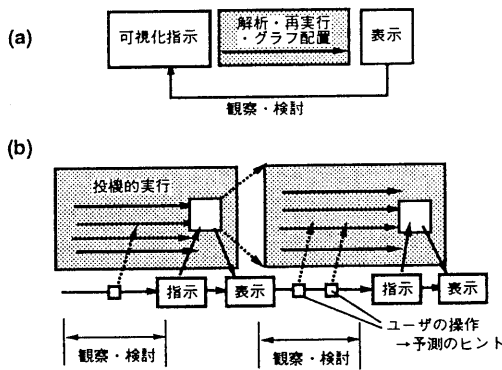 (a)
可視化指示
解析・再実行
・グラフ配置
表示
観察・検討
(b)
投機的実行
指示
表示
指示
表示
ユーザの操作
→予測のヒント
観察・検討
観察・検討